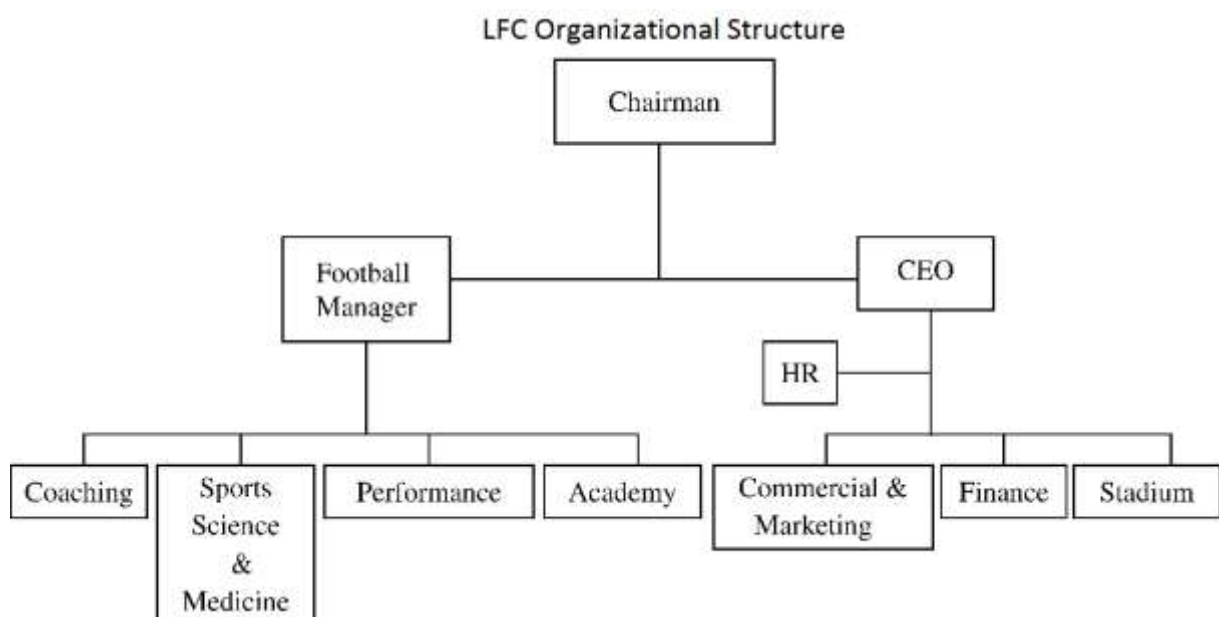 LFC Organizational Structure
Chairman
Football
Manager
CEO
HR
Coaching
Sports
Science
&
Medicine
Performance
Academy
Commercial &
Marketing
Finance
Stadium